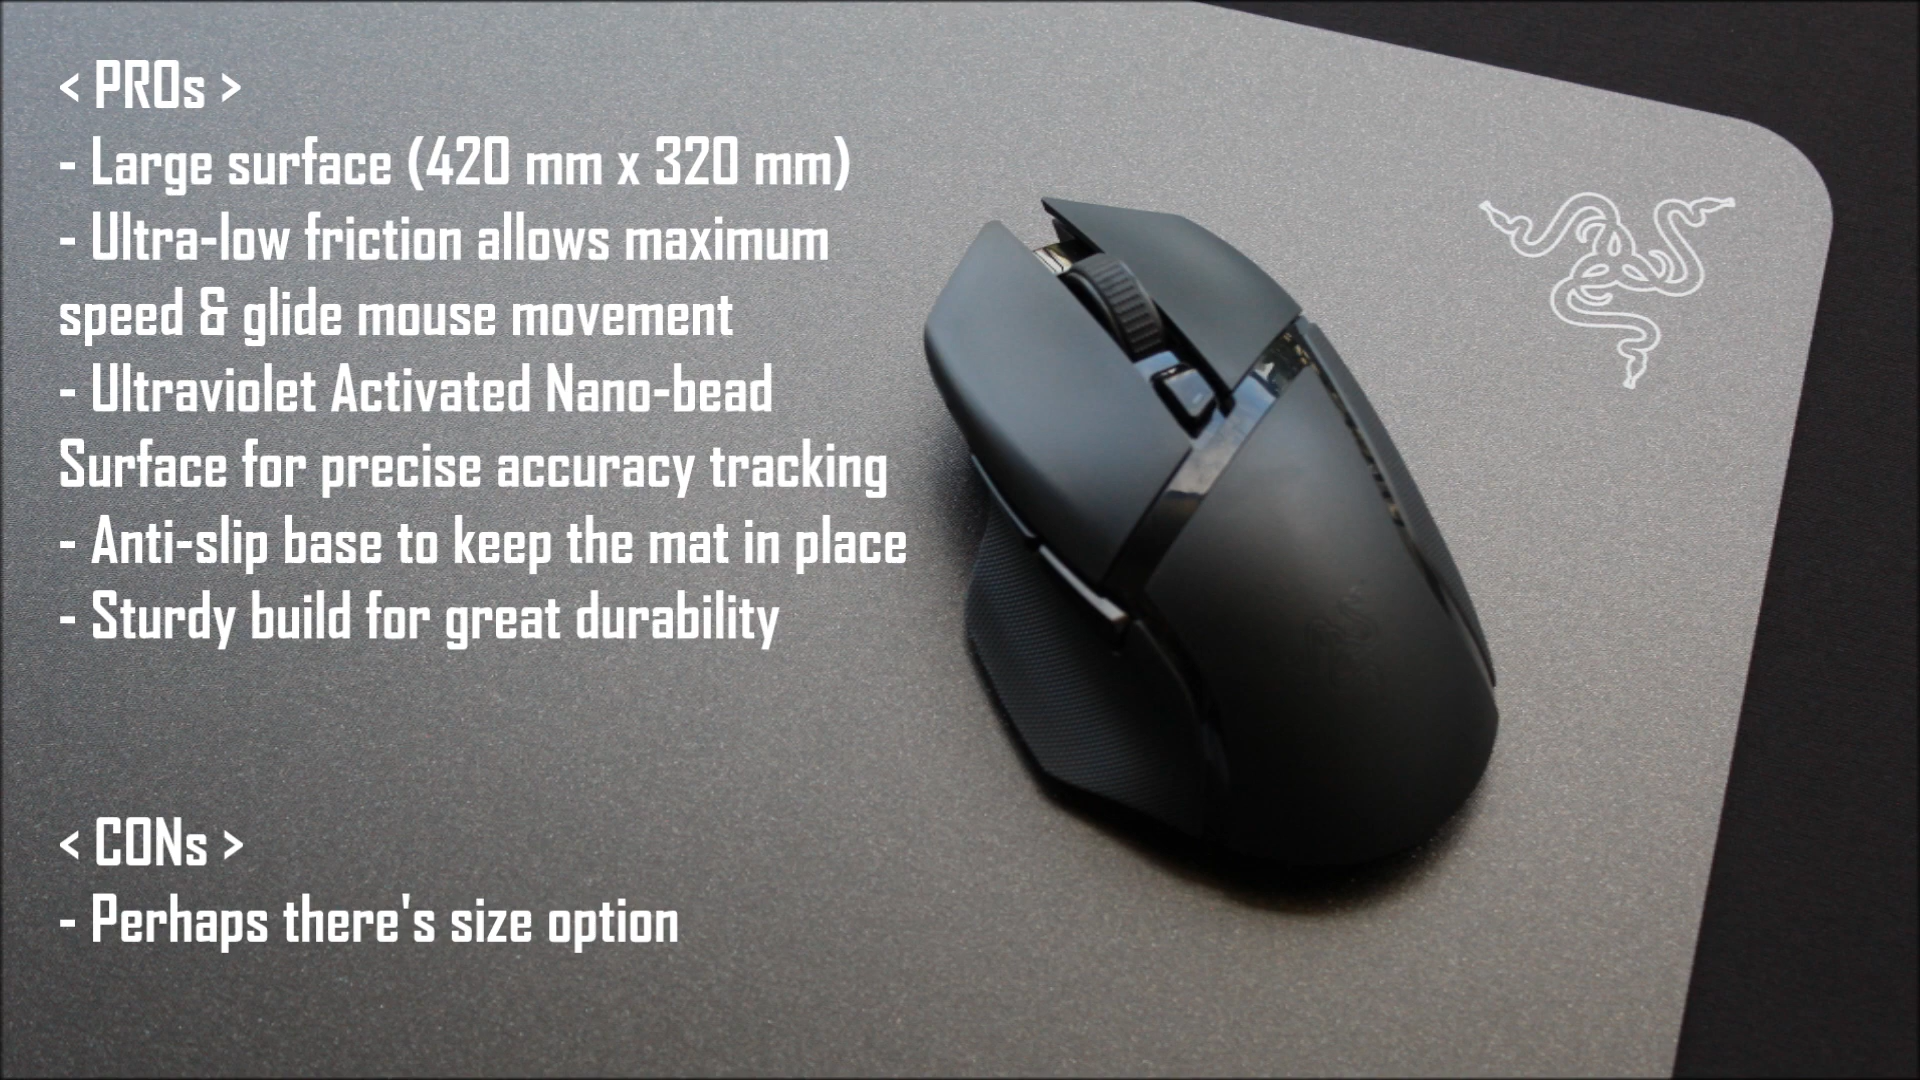 < PROs >
- Large surface (420 mm x 320 mm)
- Ultra-low friction allows maximum
speed & glide mouse movement
- Ultraviolet Activated Nano-bead
Surface for precise accuracy tracking
- Anti-slip base to keep the mat in place
- Sturdy build for great durability
< CONs >
- Perhaps there's size option